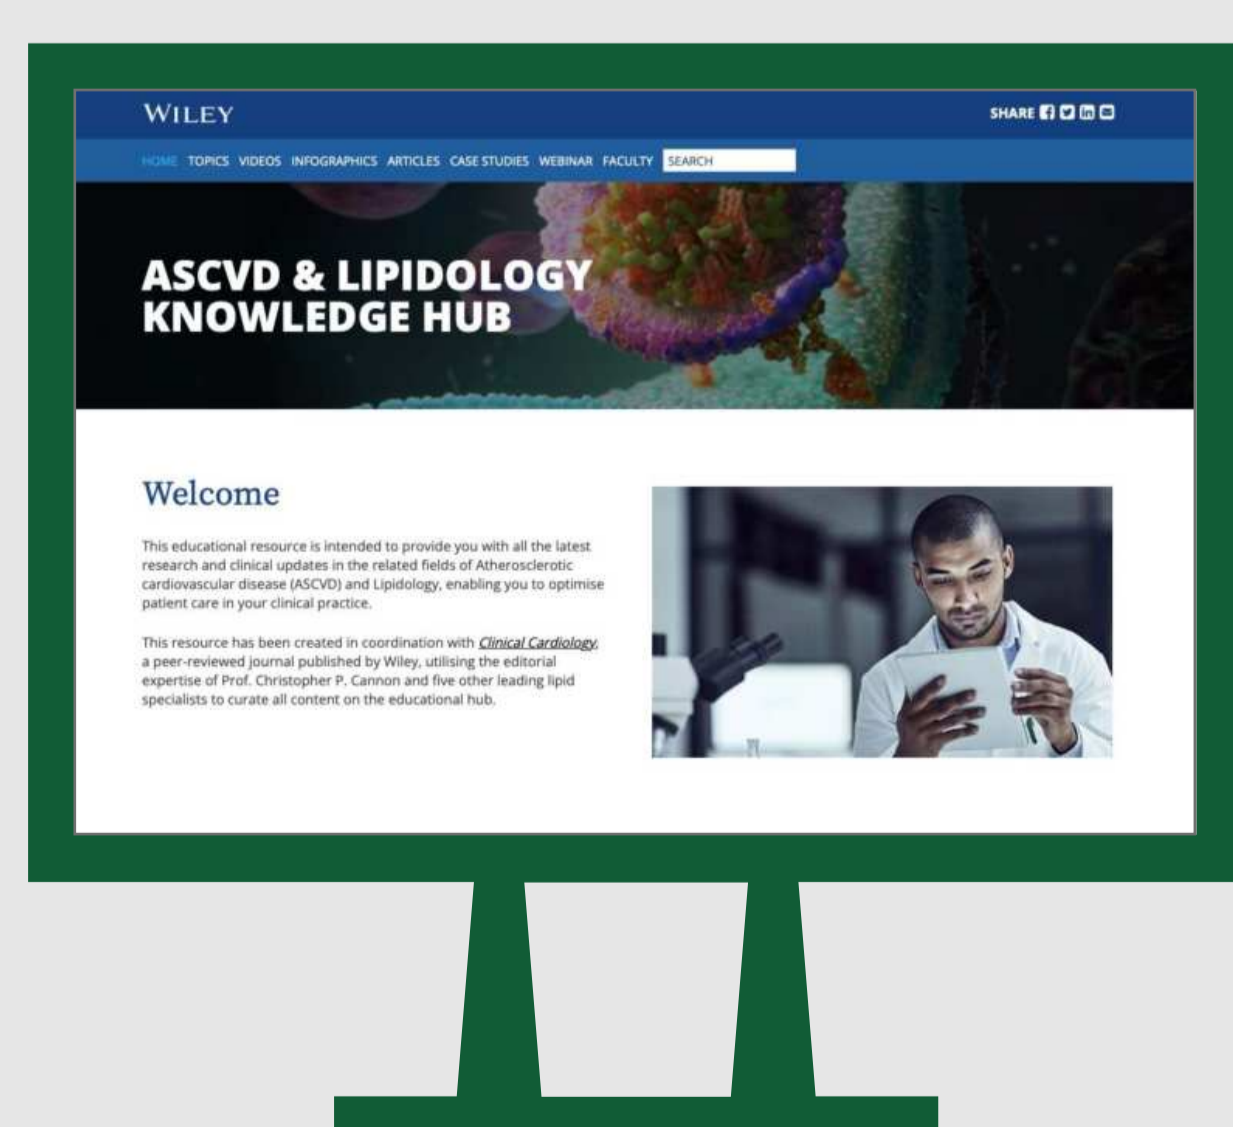 WILEY
SHARE
HOME TOPICS VIDEOS INFOGRAPHICS ARTICLES CASE STUDIES WEBINAR FACULTY SEARCH
ASCVD & LIPIDOLOGY
KNOWLEDGE HUB
Welcome
This educational resource is intended to provide you with all the latest
research and clinical updates in the related fields of Atherosclerotic
cardiovascular disease (ASCVD) and Lipidology, enabling you to optimise
patient care in your clinical practice.
This resource has been created in coordination with Clinical Cardiology,
a peer-reviewed journal published by Wiley, utilising the editorial
expertise of Prof. Christopher P. Cannon and five other leading lipid
specialists to curate all content on the educational hub.